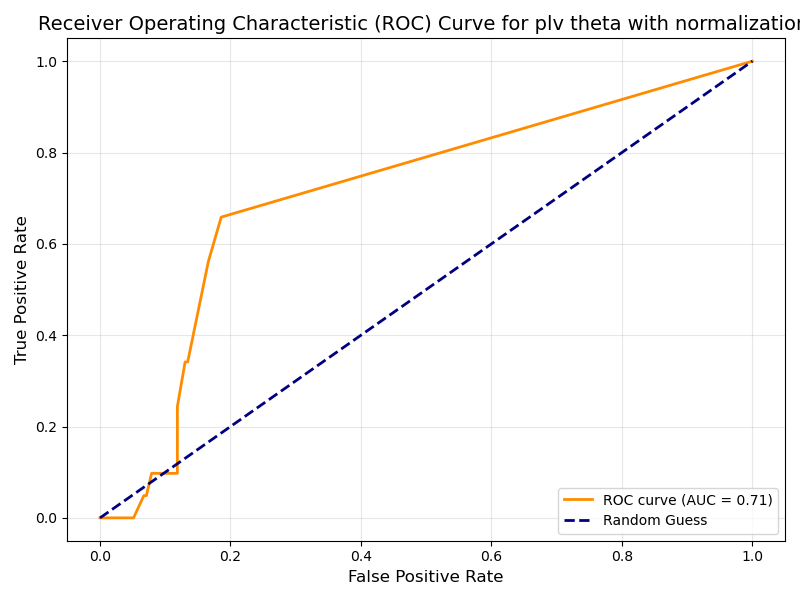 Receiver Operating Characteristic (ROC) Curve for plv theta with normalization
1.0
0.8
0.6
0.4
0.2
0.0
True Positive Rate
ROC curve (AUC = 0.71)
Random Guess
0.0 0.2 0.4 0.6 0.8 1.0
False Positive Rate